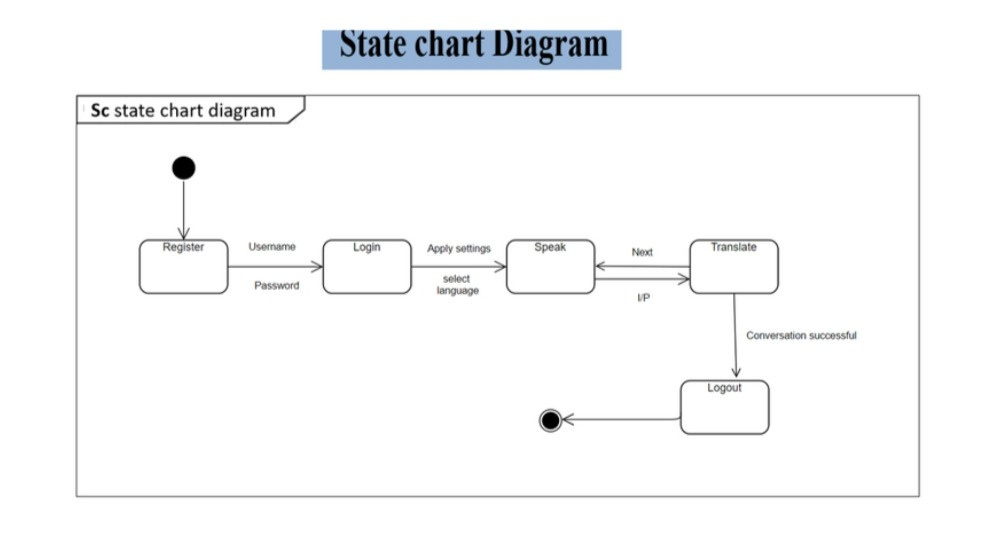 State chart Diagram
Sc state chart diagram
Register
Username
Password
Login
Apply settings
select
language
Speak
Next
I/P
Translate
Conversation successful
Logout